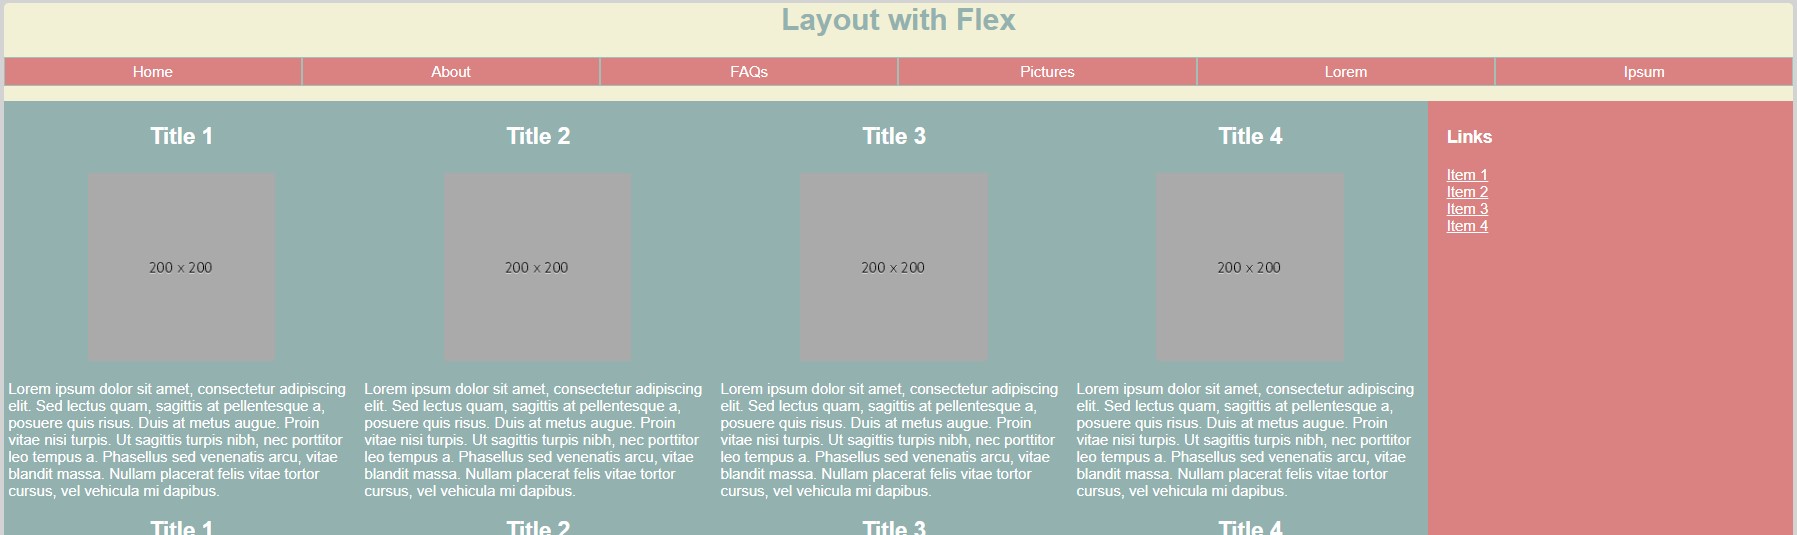 Layout with Flex
Home About FAQs Pictures Lorem Ipsum
Title 1
200 x 200
Lorem ipsum dolor sit amet, consectetur adipiscing
elit. Sed lectus quam, sagittis at pellentesque a,
posuere quis risus. Duis at metus augue. Proin
vitae nisi turpis. Ut sagittis turpis nibh, nec porttitor
leo tempus a. Phasellus sed venenatis arcu, vitae
blandit massa. Nullam placerat felis vitae tortor
cursus, vel vehicula mi dapibus.
Title 2
200 x 200
Lorem ipsum dolor sit amet, consectetur adipiscing
elit. Sed lectus quam, sagittis at pellentesque a,
posuere quis risus. Duis at metus augue. Proin
vitae nisi turpis. Ut sagittis turpis nibh, nec porttitor
leo tempus a. Phasellus sed venenatis arcu, vitae
blandit massa. Nullam placerat felis vitae tortor
cursus, vel vehicula mi dapibus.
Title 3
200 x 200
Lorem ipsum dolor sit amet, consectetur adipiscing
elit. Sed lectus quam, sagittis at pellentesque a,
posuere quis risus. Duis at metus augue. Proin
vitae nisi turpis. Ut sagittis turpis nibh, nec porttitor
leo tempus a. Phasellus sed venenatis arcu, vitae
blandit massa. Nullam placerat felis vitae tortor
cursus, vel vehicula mi dapibus.
Title 4
200 x 200
Lorem ipsum dolor sit amet, consectetur adipiscing
elit. Sed lectus quam, sagittis at pellentesque a,
posuere quis risus. Duis at metus augue. Proin
vitae nisi turpis. Ut sagittis turpis nibh, nec porttitor
leo tempus a. Phasellus sed venenatis arcu, vitae
blandit massa. Nullam placerat felis vitae tortor
cursus, vel vehicula mi dapibus.
Title 1
Title 2
Title 3
Title 4
Links
Item 1
Item 2
Item 3
Item 4